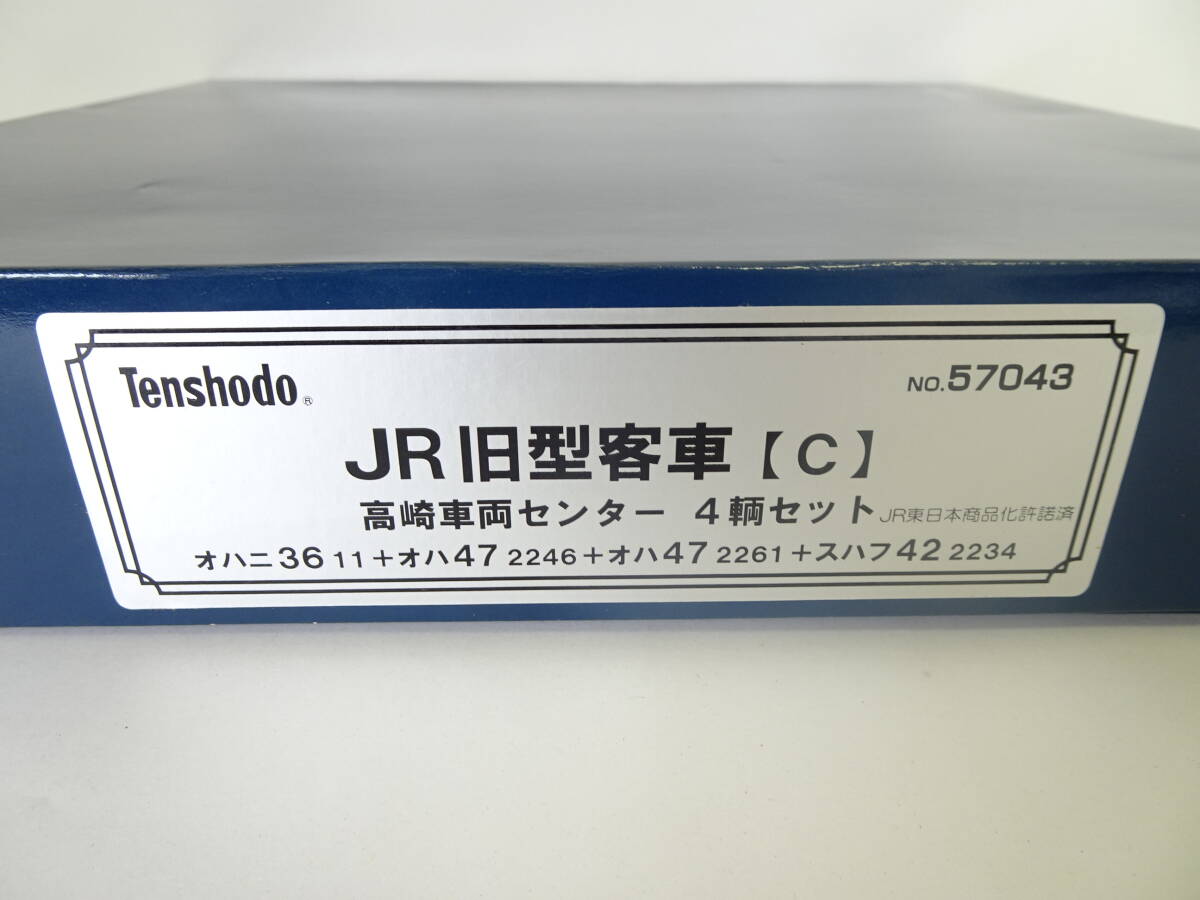 Tenshodo® NO.57043
JR旧型客車【C】
高崎車両センター 4輌セット JR東日本商品化許諾済
オハニ36 11+オハ47 2246+オハ47 2261+スハフ42 2234